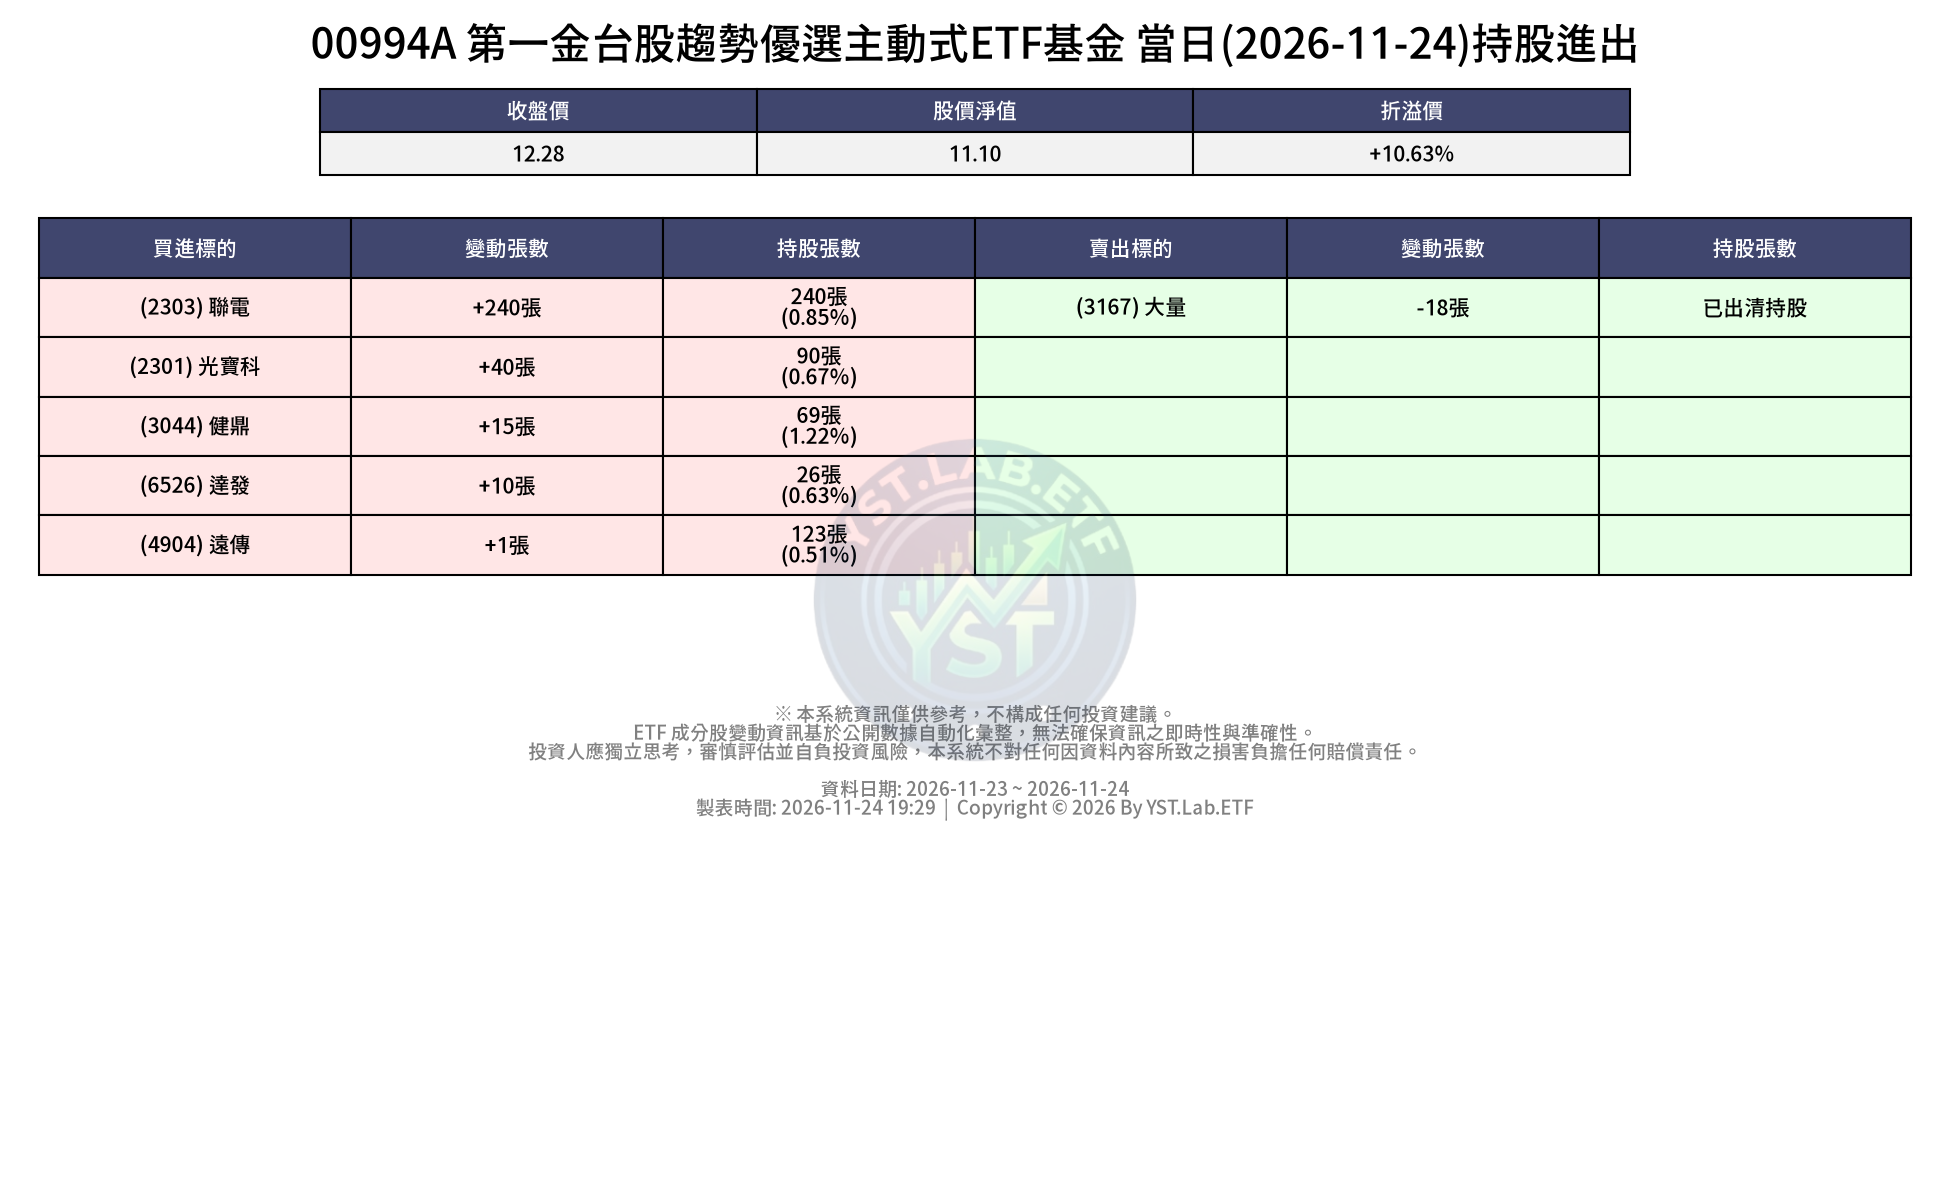 00994A 第一金台股趨勢優選主動式ETF基金 當日(2026-11-24)持股進出
收盤價 股價淨值 折溢價
12.28 11.10 +10.63%
買進標的 變動張數 持股張數 賣出標的 變動張數 持股張數
(2303) 聯電 +240張 240張 (0.85%) (3167) 大量 -18張 已出清持股
(2301) 光寶科 +40張 90張 (0.67%)
(3044) 健鼎 +15張 69張 (1.22%)
(6526) 達發 +10張 26張 (0.63%)
(4904) 遠傳 +1張 123張 (0.51%)
YST.LAB.ETF
YST
※ 本系統資訊僅供參考，不構成任何投資建議。
ETF 成分股變動資訊基於公開數據自動化彙整，無法確保資訊之即時性與準確性。
投資人應獨立思考，審慎評估並自負投資風險，本系統不對任何因資料內容所致之損害負擔任何賠償責任。
資料日期: 2026-11-23 ~ 2026-11-24
製表時間: 2026-11-24 19:29 | Copyright © 2026 By YST.Lab.ETF